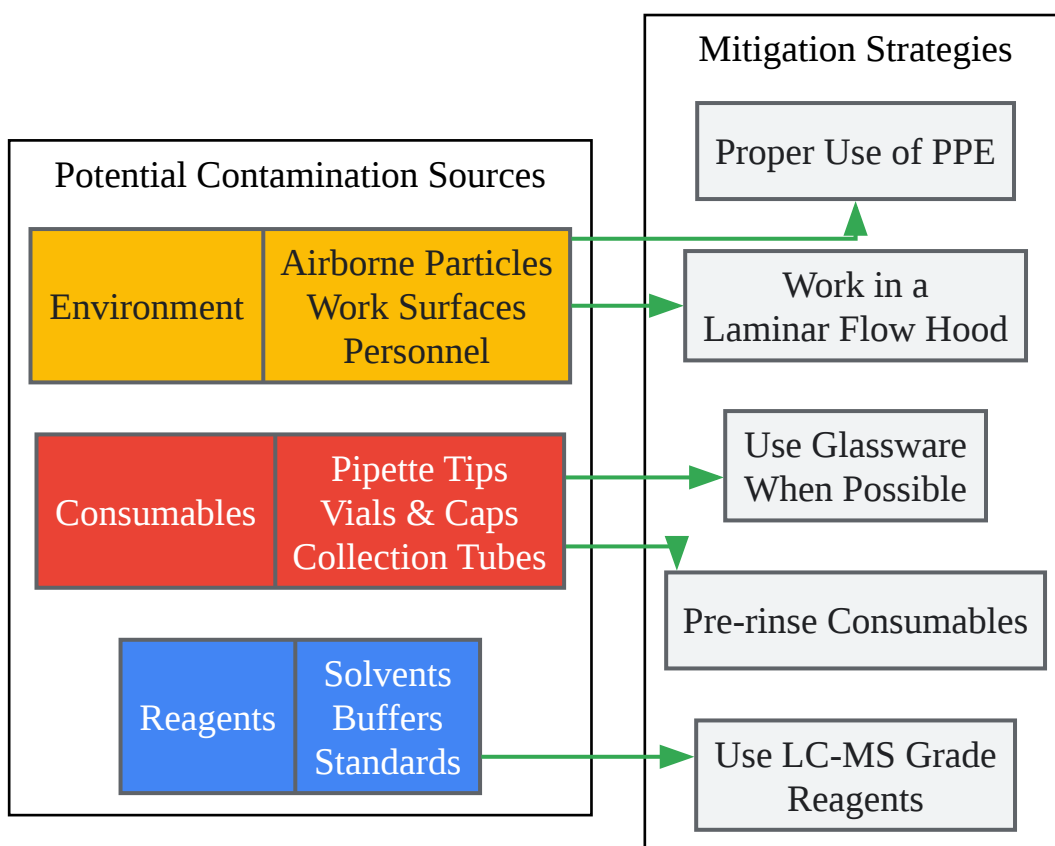 Potential Contamination Sources
Environment
Airborne Particles
Work Surfaces
Personnel
Consumables
Pipette Tips
Vials & Caps
Collection Tubes
Reagents
Solvents
Buffers
Standards
Mitigation Strategies
Proper Use of PPE
Work in a
Laminar Flow Hood
Use Glassware
When Possible
Pre-rinse Consumables
Use LC-MS Grade
Reagents